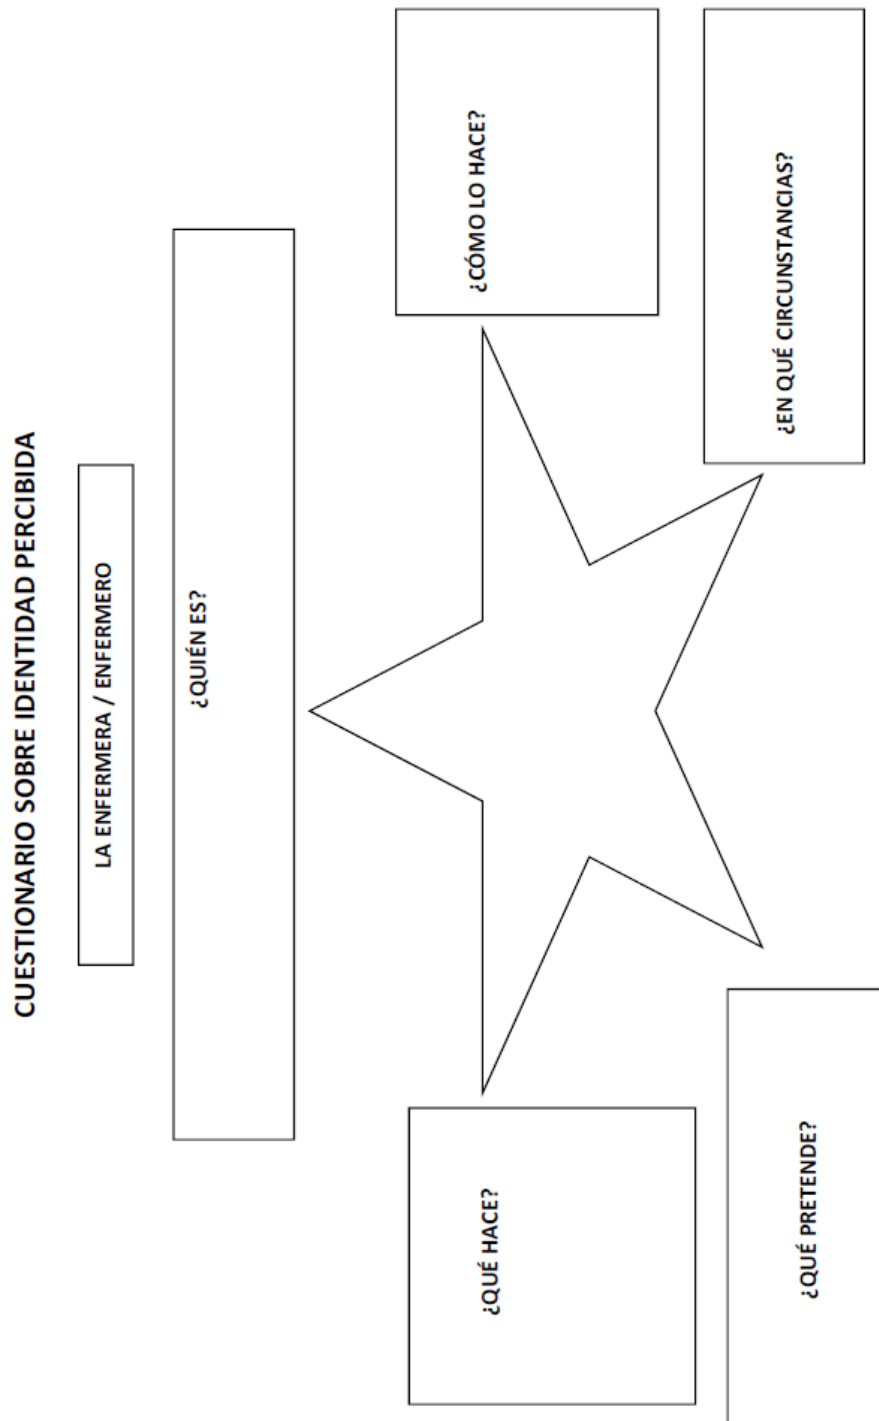 CUESTIONARIO SOBRE IDENTIDAD PERCIBIDA
LA ENFERMERA / ENFERMERO
¿QUIÉN ES?
¿QUÉ HACE?
¿CÓMO LO HACE?
¿QUÉ PRETENDE?
¿EN QUÉ CIRCUNSTANCIAS?